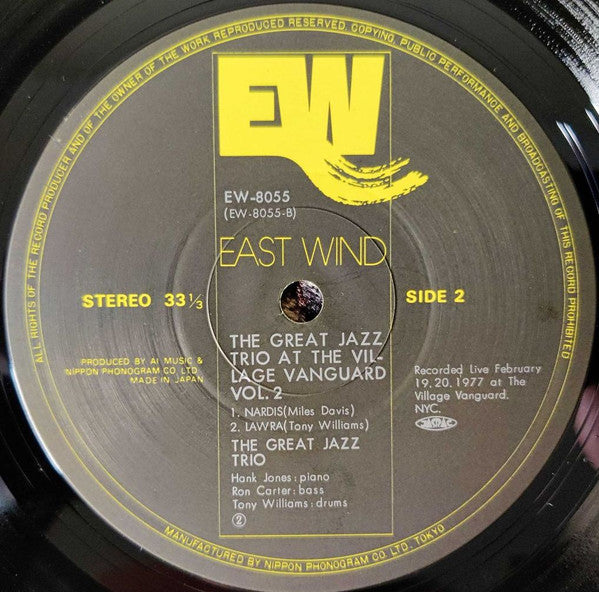 ALL RIGHTS OF THE RECORD PRODUCER AND OF THE OWNER OF THE WORK REPRODUCED RESERVED. COPYING, PUBLIC PERFORMANCE AND BROADCASTING OF THIS RECORD PROHIBITED
EW
EW-8055
(EW-8055-B)
EAST WIND
STEREO 33 1/3
SIDE 2
THE GREAT JAZZ
TRIO AT THE VIL-
LAGE VANGUARD
VOL. 2
1. NARDIS(Miles Davis)
2. LAWRA(Tony Williams)
THE GREAT JAZZ
TRIO
Hank Jones:piano
Ron Carter:bass
Tony Williams:drums
②
PRODUCED BY AI MUSIC &
NIPPON PHONOGRAM CO. LTD.
MADE IN JAPAN
Recorded Live February
19. 20. 1977 at The
Village Vanguard.
NYC.
JASRAC
MANUFACTURED BY NIPPON PHONOGRAM CO. LTD. TOKYO